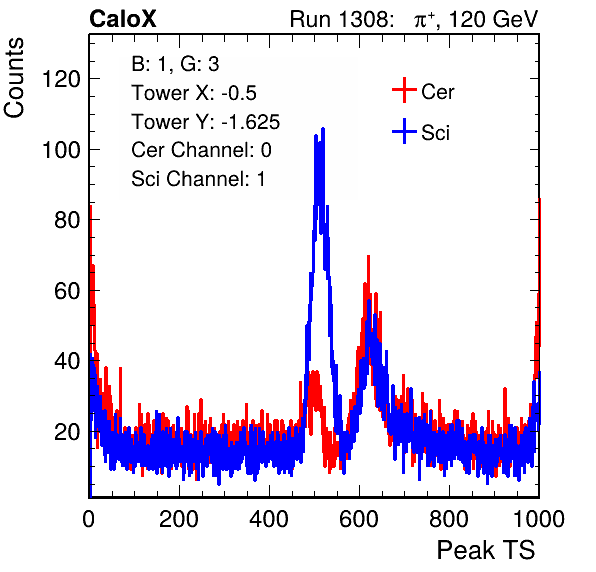 CaloX Run 1308: π⁺, 120 GeV
Counts
B: 1, G: 3
Tower X: -0.5
Tower Y: -1.625
Cer Channel: 0
Sci Channel: 1
Cer
Sci
120
100
80
60
40
20
0 200 400 600 800 1000
Peak TS